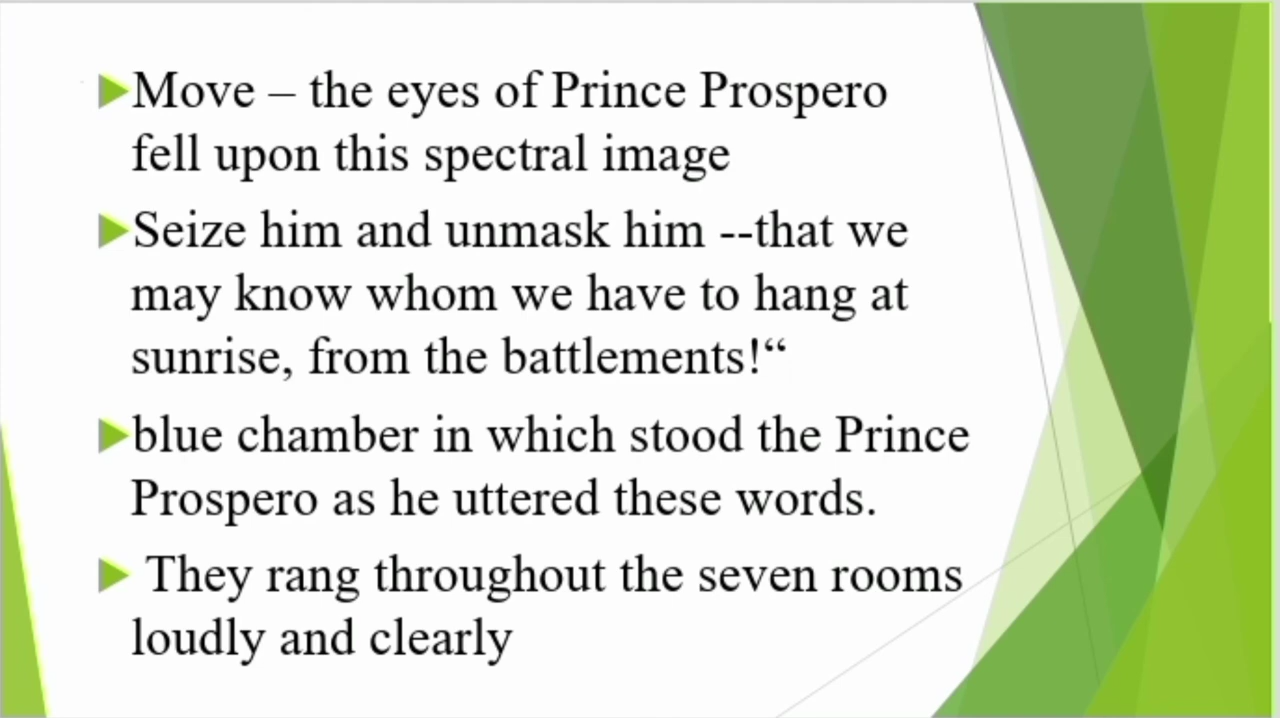 Move – the eyes of Prince Prospero
fell upon this spectral image
Seize him and unmask him --that we
may know whom we have to hang at
sunrise, from the battlements!“
blue chamber in which stood the Prince
Prospero as he uttered these words.
They rang throughout the seven rooms
loudly and clearly